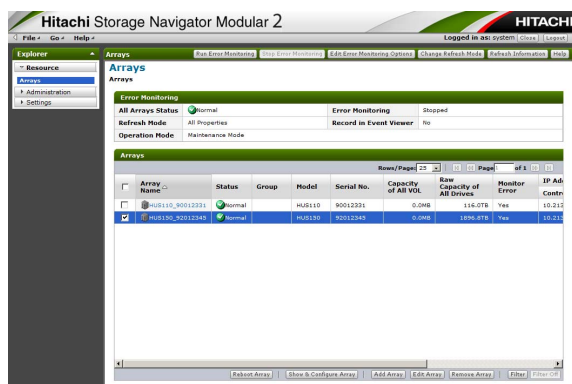 Hitachi Storage Navigator Modular 2
HITACHI
File Go Help
Logged in as: system Close Logout
Explorer
Arrays
Run Error Monitoring Stop Error Monitoring Edit Error Monitoring Options Change Refresh Mode Refresh Information Help
Resource
Arrays
Administration
Settings
Arrays
Arrays
Error Monitoring
All Arrays Status Normal Error Monitoring Stopped
Refresh Mode All Properties Record in Event Viewer No
Operation Mode Maintenance Mode
Arrays
Rows/Page: 25 Page 1 of 1
Array Name Status Group Model Serial No. Capacity of All VOL Raw Capacity of All Drives Monitor Error IP Ad
Contro
HUS110_90012331 Normal HUS110 90012331 0.0MB 116.0TB Yes 10.213
HUS150_92012345 Normal HUS150 92012345 0.0MB 1896.8TB Yes 10.213
Reboot Array Show & Configure Array Add Array Edit Array Remove Array Filter Filter Off